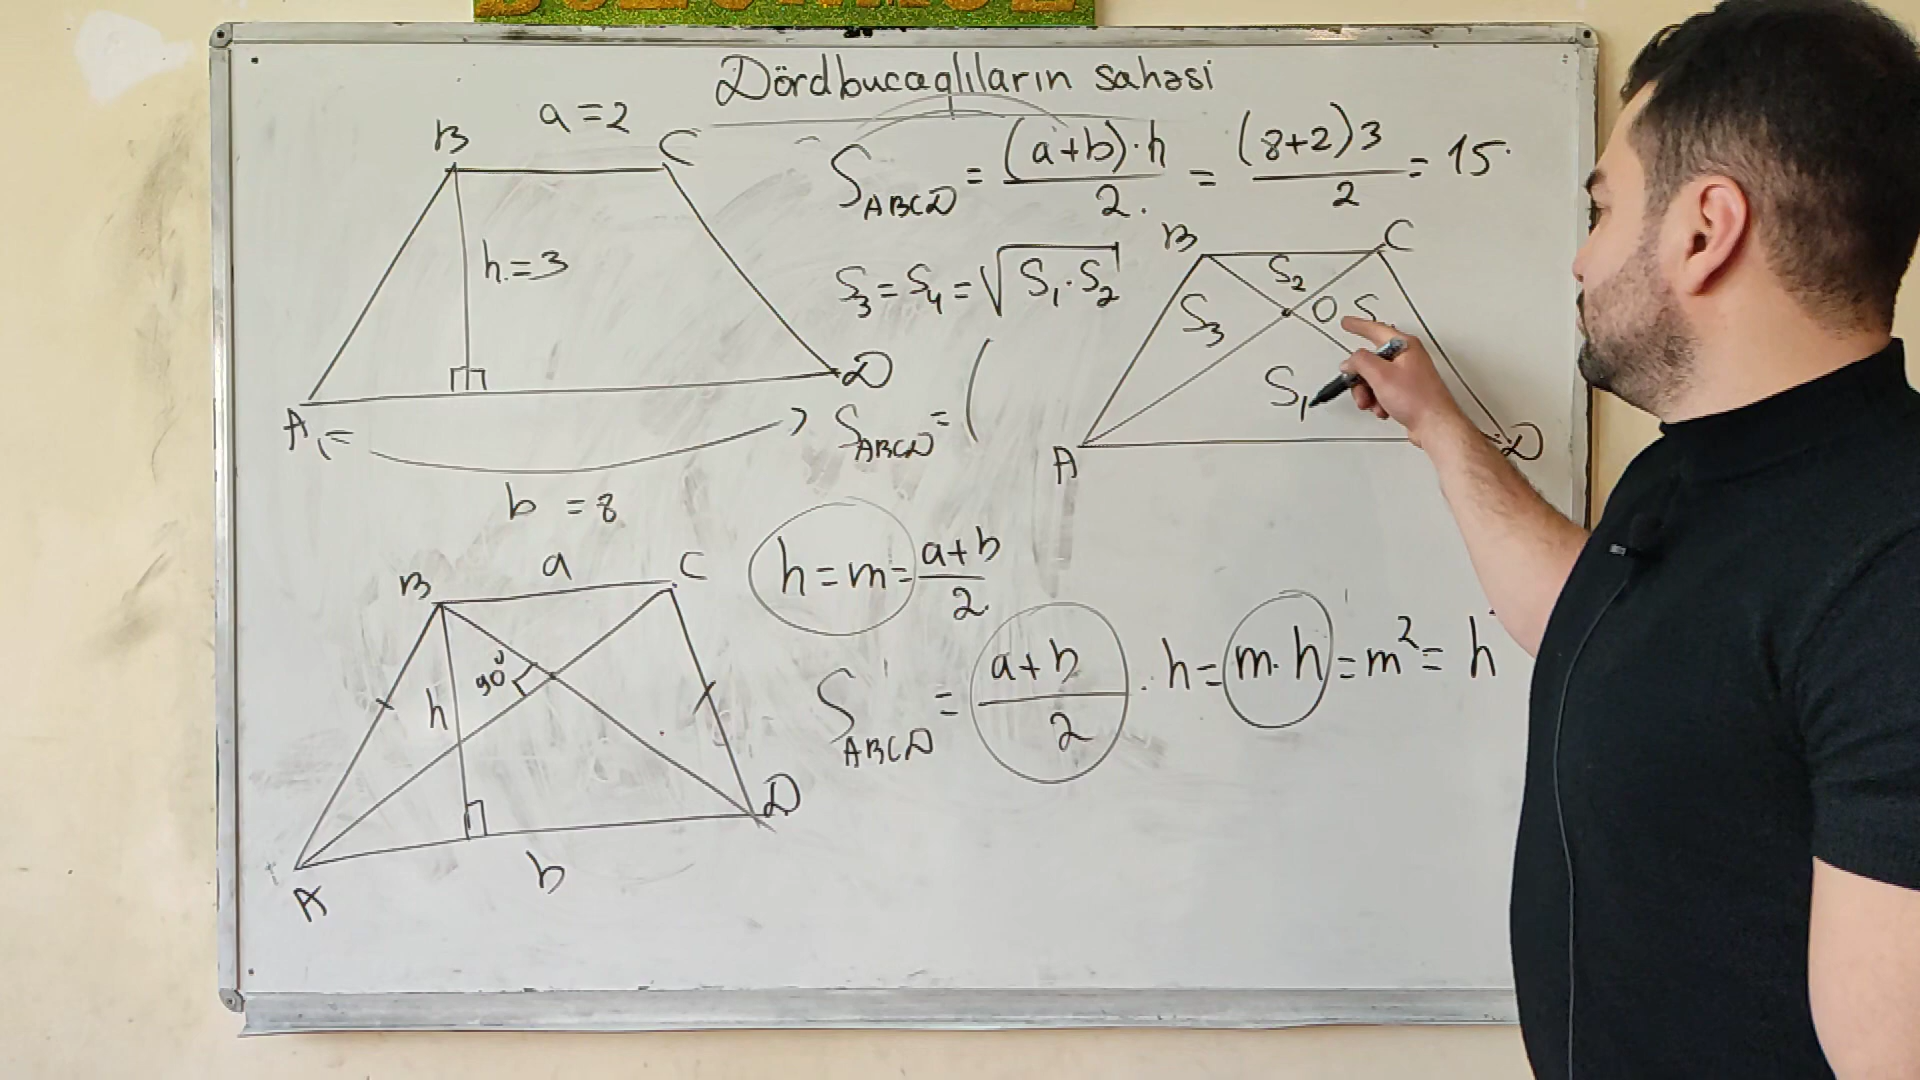 Dördbucaqlıların sahəsi
a = 2
B
C
h = 3
A
D
b = 8
S_ABCD = (a+b)·h / 2 = (8+2)3 / 2 = 15
S₃ = S₄ = √(S₁·S₂)
S_ABCD = (
B
C
S₂
S₃
O
S
S₁
A
D
B
a
C
90°
h
A
b
D
h = m = a+b / 2
S_ABCD = a+b / 2 · h = m·h = m² = h